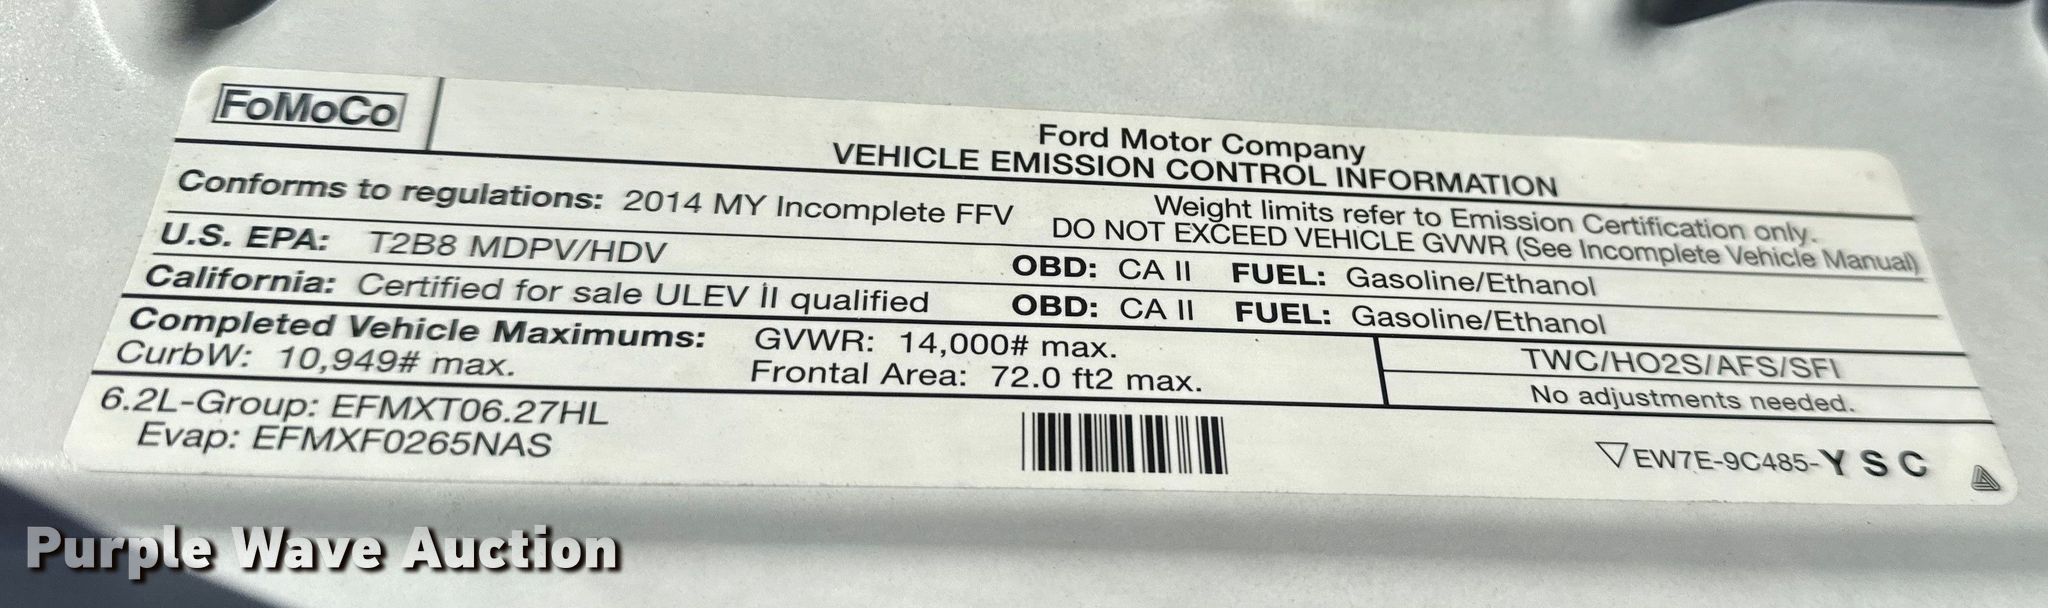 FoMoCo
Ford Motor Company
VEHICLE EMISSION CONTROL INFORMATION
Conforms to regulations: 2014 MY Incomplete FFV
Weight limits refer to Emission Certification only.
DO NOT EXCEED VEHICLE GVWR (See Incomplete Vehicle Manual)
U.S. EPA: T2B8 MDPV/HDV OBD: CA II FUEL: Gasoline/Ethanol
California: Certified for sale ULEV II qualified OBD: CA II FUEL: Gasoline/Ethanol
Completed Vehicle Maximums: GVWR: 14,000# max.
CurbW: 10,949# max. Frontal Area: 72.0 ft2 max.
TWC/HO2S/AFS/SFI
No adjustments needed.
6.2L-Group: EFMXT06.27HL
Evap: EFMXF0265NAS
EW7E-9C485-Y S C
Purple Wave Auction